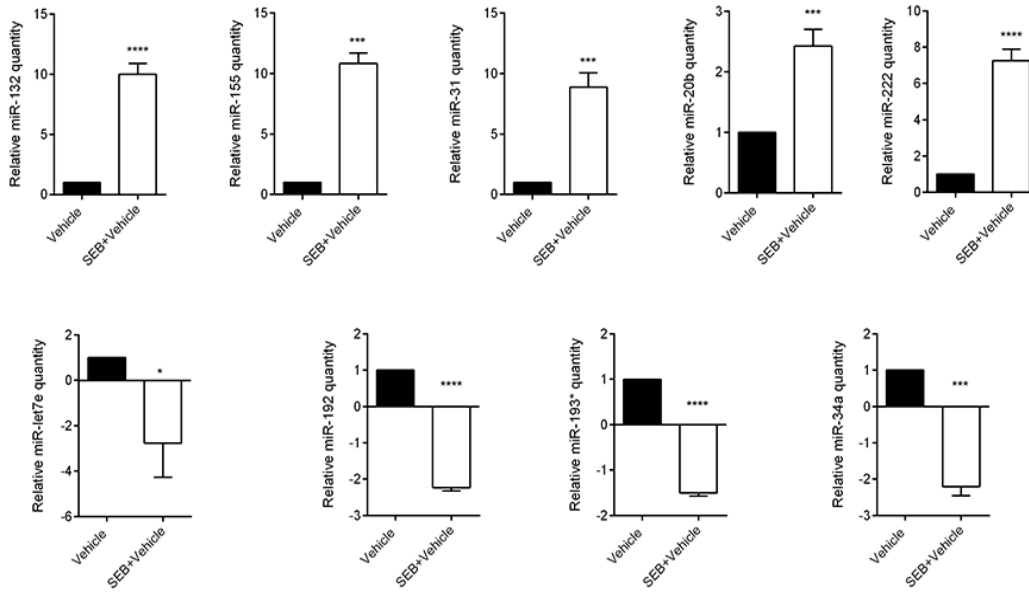 Relative miR-132 quantity
15
10
5
0
****
Vehicle
SEB+Vehicle
Relative miR-155 quantity
15
10
5
0
***
Vehicle
SEB+Vehicle
Relative miR-31 quantity
15
10
5
0
***
Vehicle
SEB+Vehicle
Relative miR-20b quantity
3
2
1
0
***
Vehicle
SEB+Vehicle
Relative miR-222 quantity
10
8
6
4
2
0
****
Vehicle
SEB+Vehicle
Relative miR-let7e quantity
2
0
-2
-4
-6
*
Vehicle
SEB+Vehicle
Relative miR-192 quantity
2
1
0
-1
-2
-3
****
Vehicle
SEB+Vehicle
Relative miR-193* quantity
2
1
0
-1
-2
****
Vehicle
SEB+Vehicle
Relative miR-34a quantity
2
1
0
-1
-2
-3
***
Vehicle
SEB+Vehicle